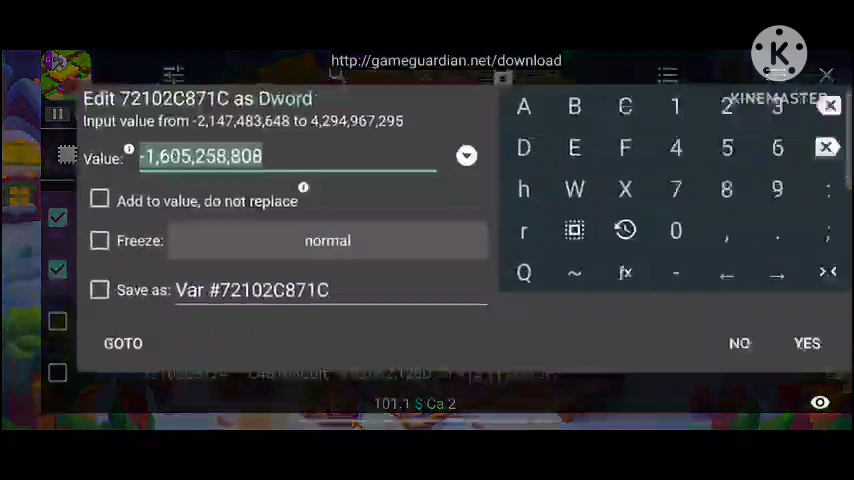 http://gameguardian.net/download
KINEMASTER
Edit 72102C871C as Dword
Input value from -2,147,483,648 to 4,294,967,295
Value: -1,605,258,808
Add to value, do not replace
Freeze: normal
Save as: Var #72102C871C
GOTO NO YES
A B C 1 2 3
D E F 4 5 6
h W X 7 8 9 :
r 0 , . ;
Q ~ fx - ← →
101.1 S Ca 2